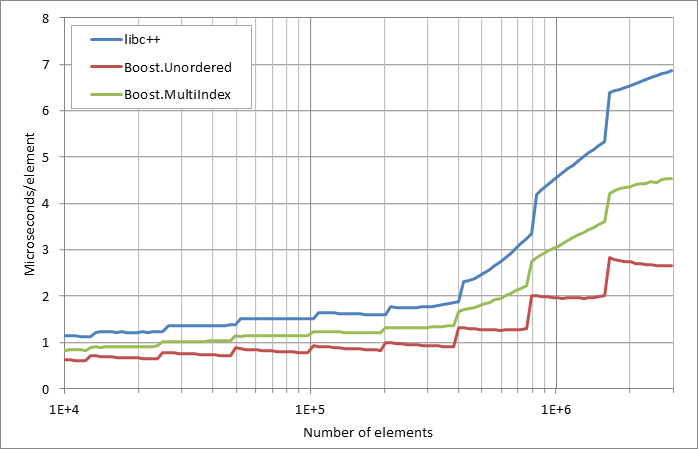 8
7
6
5
4
3
2
1
0
Microseconds/element
libc++
Boost.Unordered
Boost.MultiIndex
1E+4
1E+5
1E+6
Number of elements